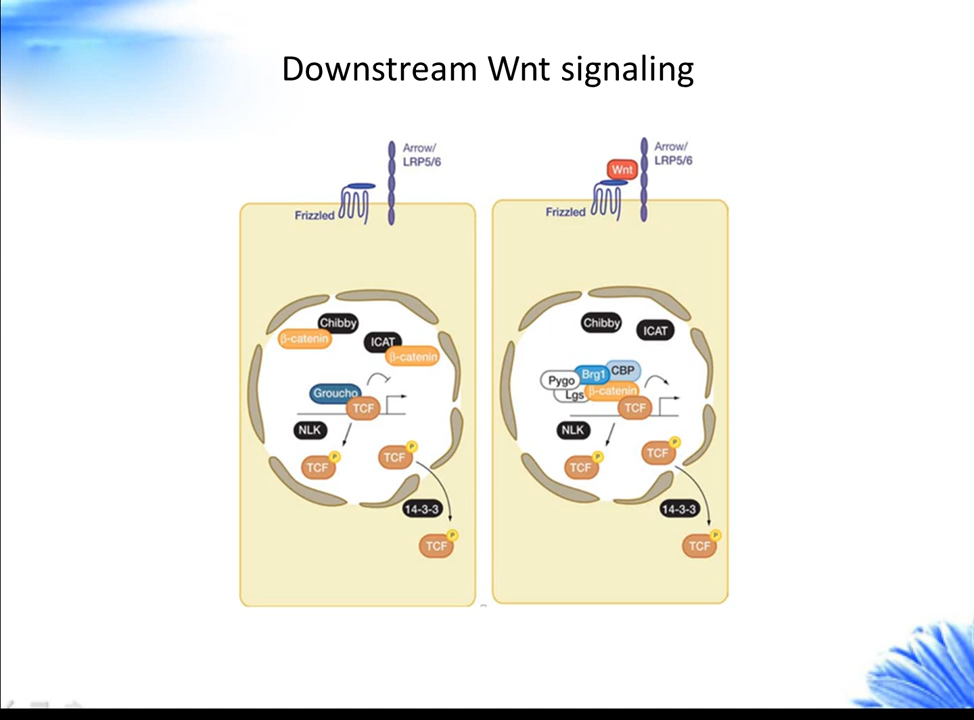 Downstream Wnt signaling
Arrow/
LRP5/6
Frizzled
Chibby
β-catenin
ICAT
β-catenin
Groucho
TCF
NLK
TCF
P
TCF
P
14-3-3
TCF
P
Arrow/
LRP5/6
Wnt
Frizzled
Chibby
ICAT
Pygo
Brg1
CBP
Lgs
β-catenin
TCF
NLK
TCF
P
TCF
P
14-3-3
TCF
P